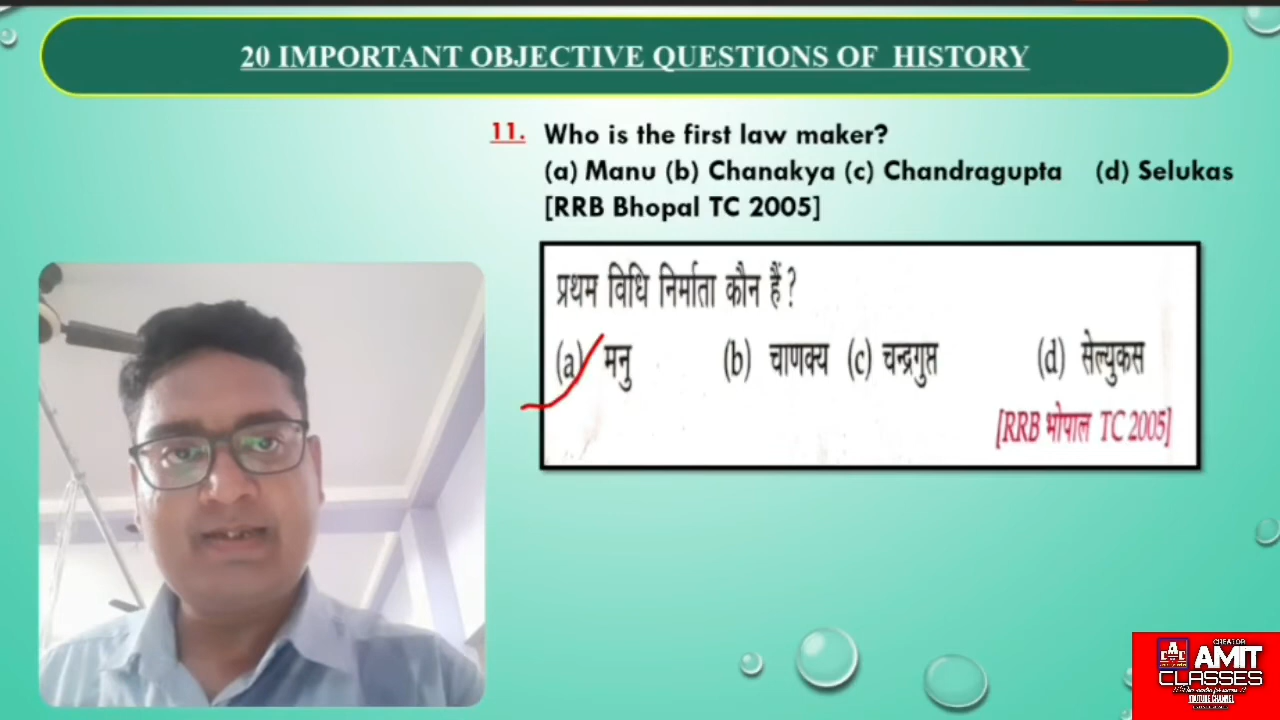 20 IMPORTANT OBJECTIVE QUESTIONS OF HISTORY
11. Who is the first law maker?
(a) Manu (b) Chanakya (c) Chandragupta (d) Selukas
[RRB Bhopal TC 2005]
प्रथम विधि निर्माता कौन हैं ?
(a) मनु (b) चाणक्य (c) चन्द्रगुप्त (d) सेल्युकस
[RRB भोपाल TC 2005]
CREATOR
AMIT
CLASSES
YOUTUBE CHANNEL